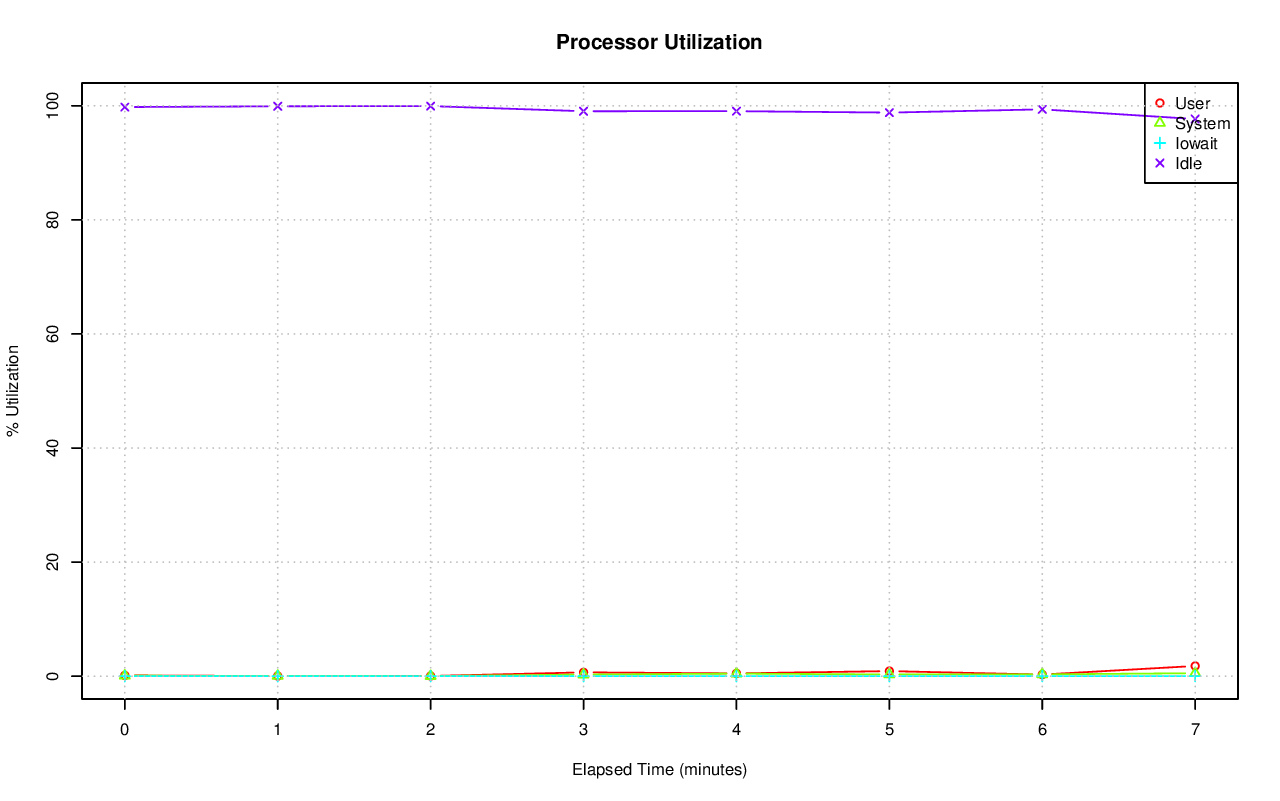 Processor Utilization
% Utilization
100
80
60
40
20
0
User
System
Iowait
Idle
0 1 2 3 4 5 6 7
Elapsed Time (minutes)